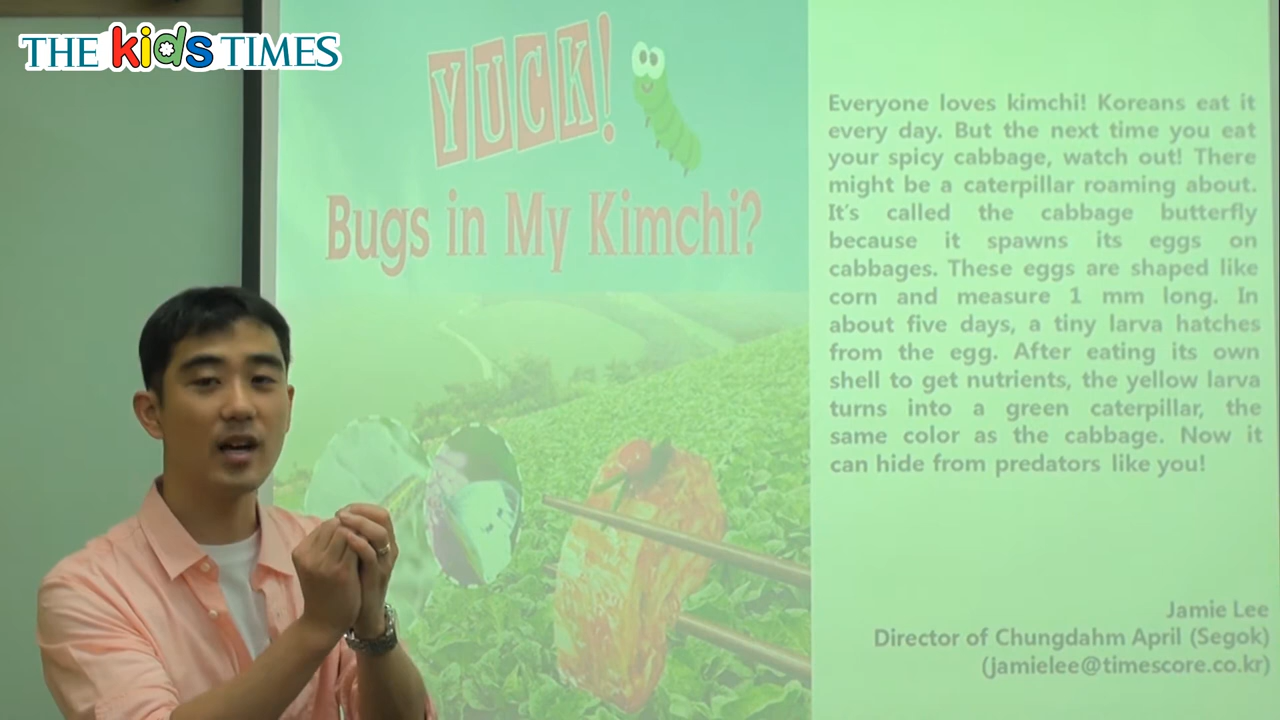 THE kids TIMES
YUCK!
Bugs in My Kimchi?
Everyone loves kimchi! Koreans eat it
every day. But the next time you eat
your spicy cabbage, watch out! There
might be a caterpillar roaming about.
It's called the cabbage butterfly
because it spawns its eggs on
cabbages. These eggs are shaped like
corn and measure 1 mm long. In
about five days, a tiny larva hatches
from the egg. After eating its own
shell to get nutrients, the yellow larva
turns into a green caterpillar, the
same color as the cabbage. Now it
can hide from predators like you!
Jamie Lee
Director of Chungdahm April (Segok)
(jamielee@timescore.co.kr)